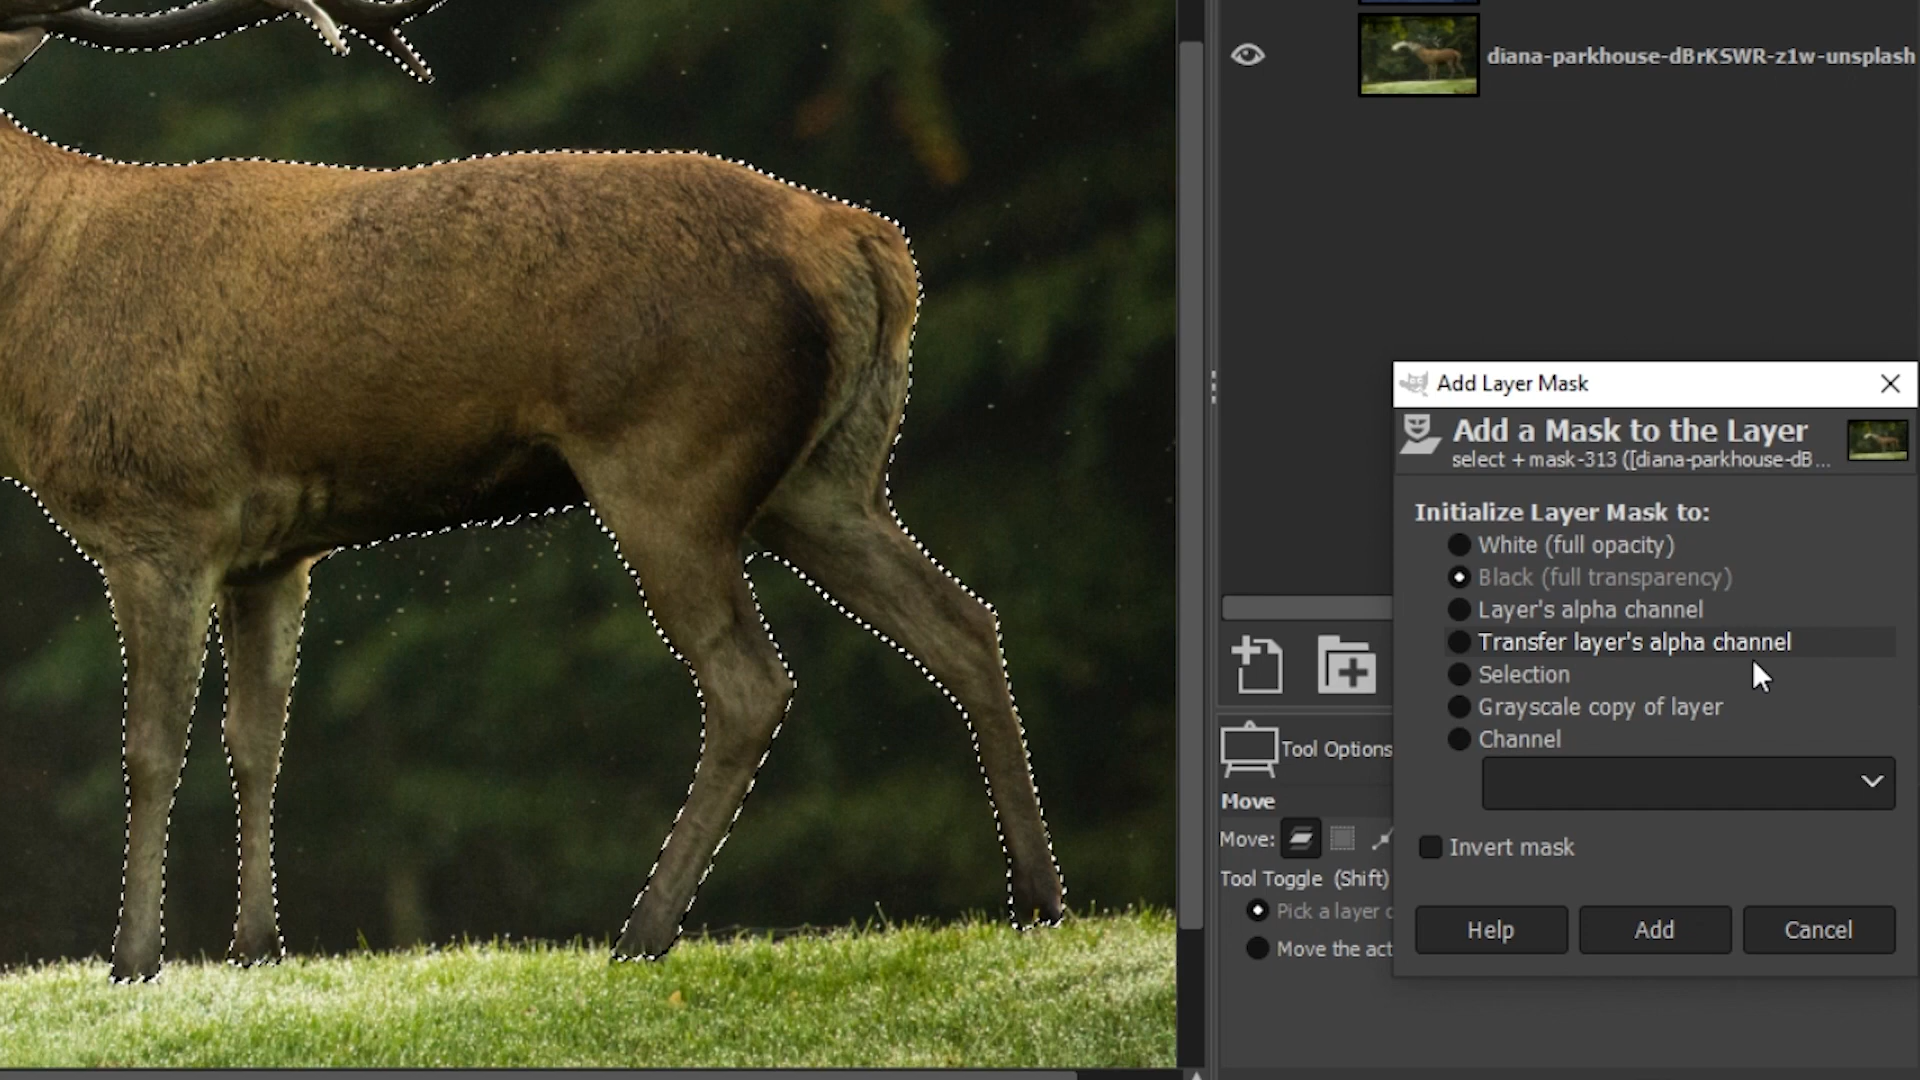 diana-parkhouse-dBrKSWR-z1w-unsplash
Add Layer Mask
Add a Mask to the Layer
select + mask-313 ([diana-parkhouse-dB...
Initialize Layer Mask to:
White (full opacity)
Black (full transparency)
Layer's alpha channel
Transfer layer's alpha channel
Selection
Grayscale copy of layer
Channel
Tool Options
Move
Move:
Invert mask
Tool Toggle (Shift)
Pick a layer
Help
Add
Cancel
Move the act